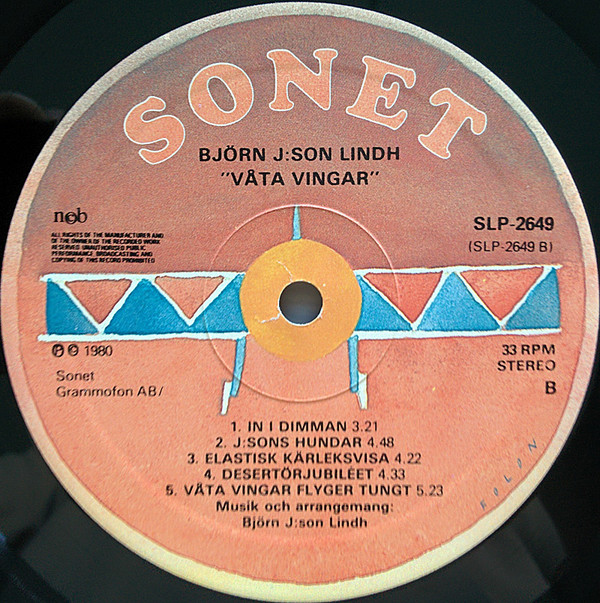 SONET
BJÖRN J:SON LINDH
"VÅTA VINGAR"
ncb
ALL RIGHTS OF THE MANUFACTURER AND
OF THE OWNER OF THE RECORDED WORK
RESERVED. UNAUTHORISED PUBLIC
PERFORMANCE, BROADCASTING AND
COPYING OF THIS RECORD PROHIBITED
SLP-2649
(SLP-2649 B)
Ⓟ © 1980
Sonet
Grammofon AB/
33 RPM
STEREO
B
1. IN I DIMMAN 3.21
2. J:SONS HUNDAR 4.48
3. ELASTISK KÄRLEKSVISA 4.22
4. DESERTÖRJUBILÉET 4.33
5. VÅTA VINGAR FLYGER TUNGT 5.23
Musik och arrangemang:
Björn J:son Lindh
FOLON